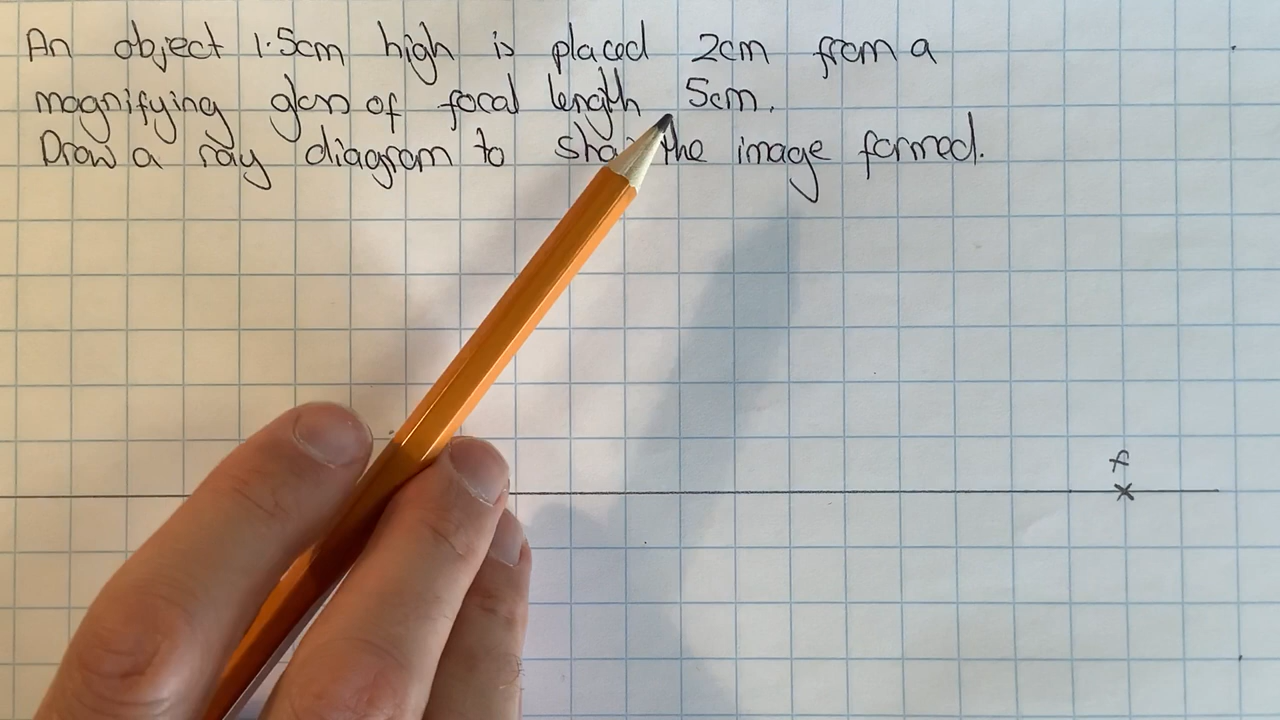 An object 1.5cm high is placed 2cm from a
magnifying glass of focal length 5cm.
Draw a ray diagram to the image formed.
f
x